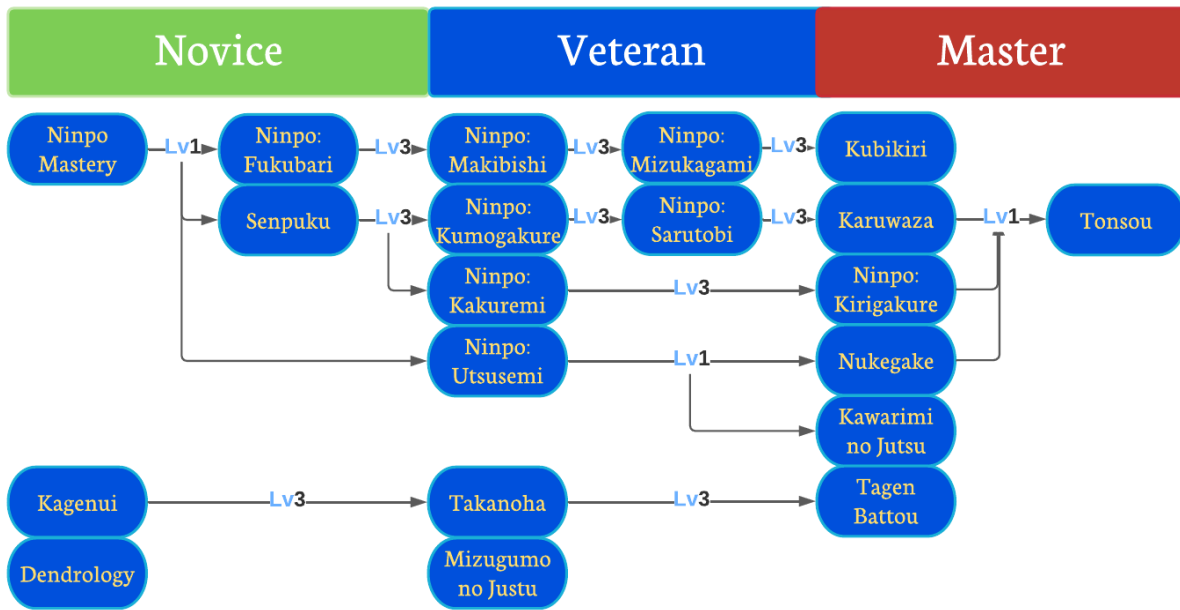 Novice
Veteran
Master
Ninpo
Mastery
Lv1
Ninpo:
Fukubari
Lv3
Ninpo:
Makibishi
Lv3
Ninpo:
Mizukagami
Lv3
Kubikiri
Senpuku
Lv3
Ninpo:
Kumogakure
Lv3
Ninpo:
Sarutobi
Lv3
Karuwaza
Lv1
Tonsou
Ninpo:
Kakuremi
Lv3
Ninpo:
Kirigakure
Ninpo:
Utsusemi
Lv1
Nukegake
Kawarimi
no Jutsu
Kagenui
Lv3
Takanoha
Lv3
Tagen
Battou
Dendrology
Mizugumo
no Justu